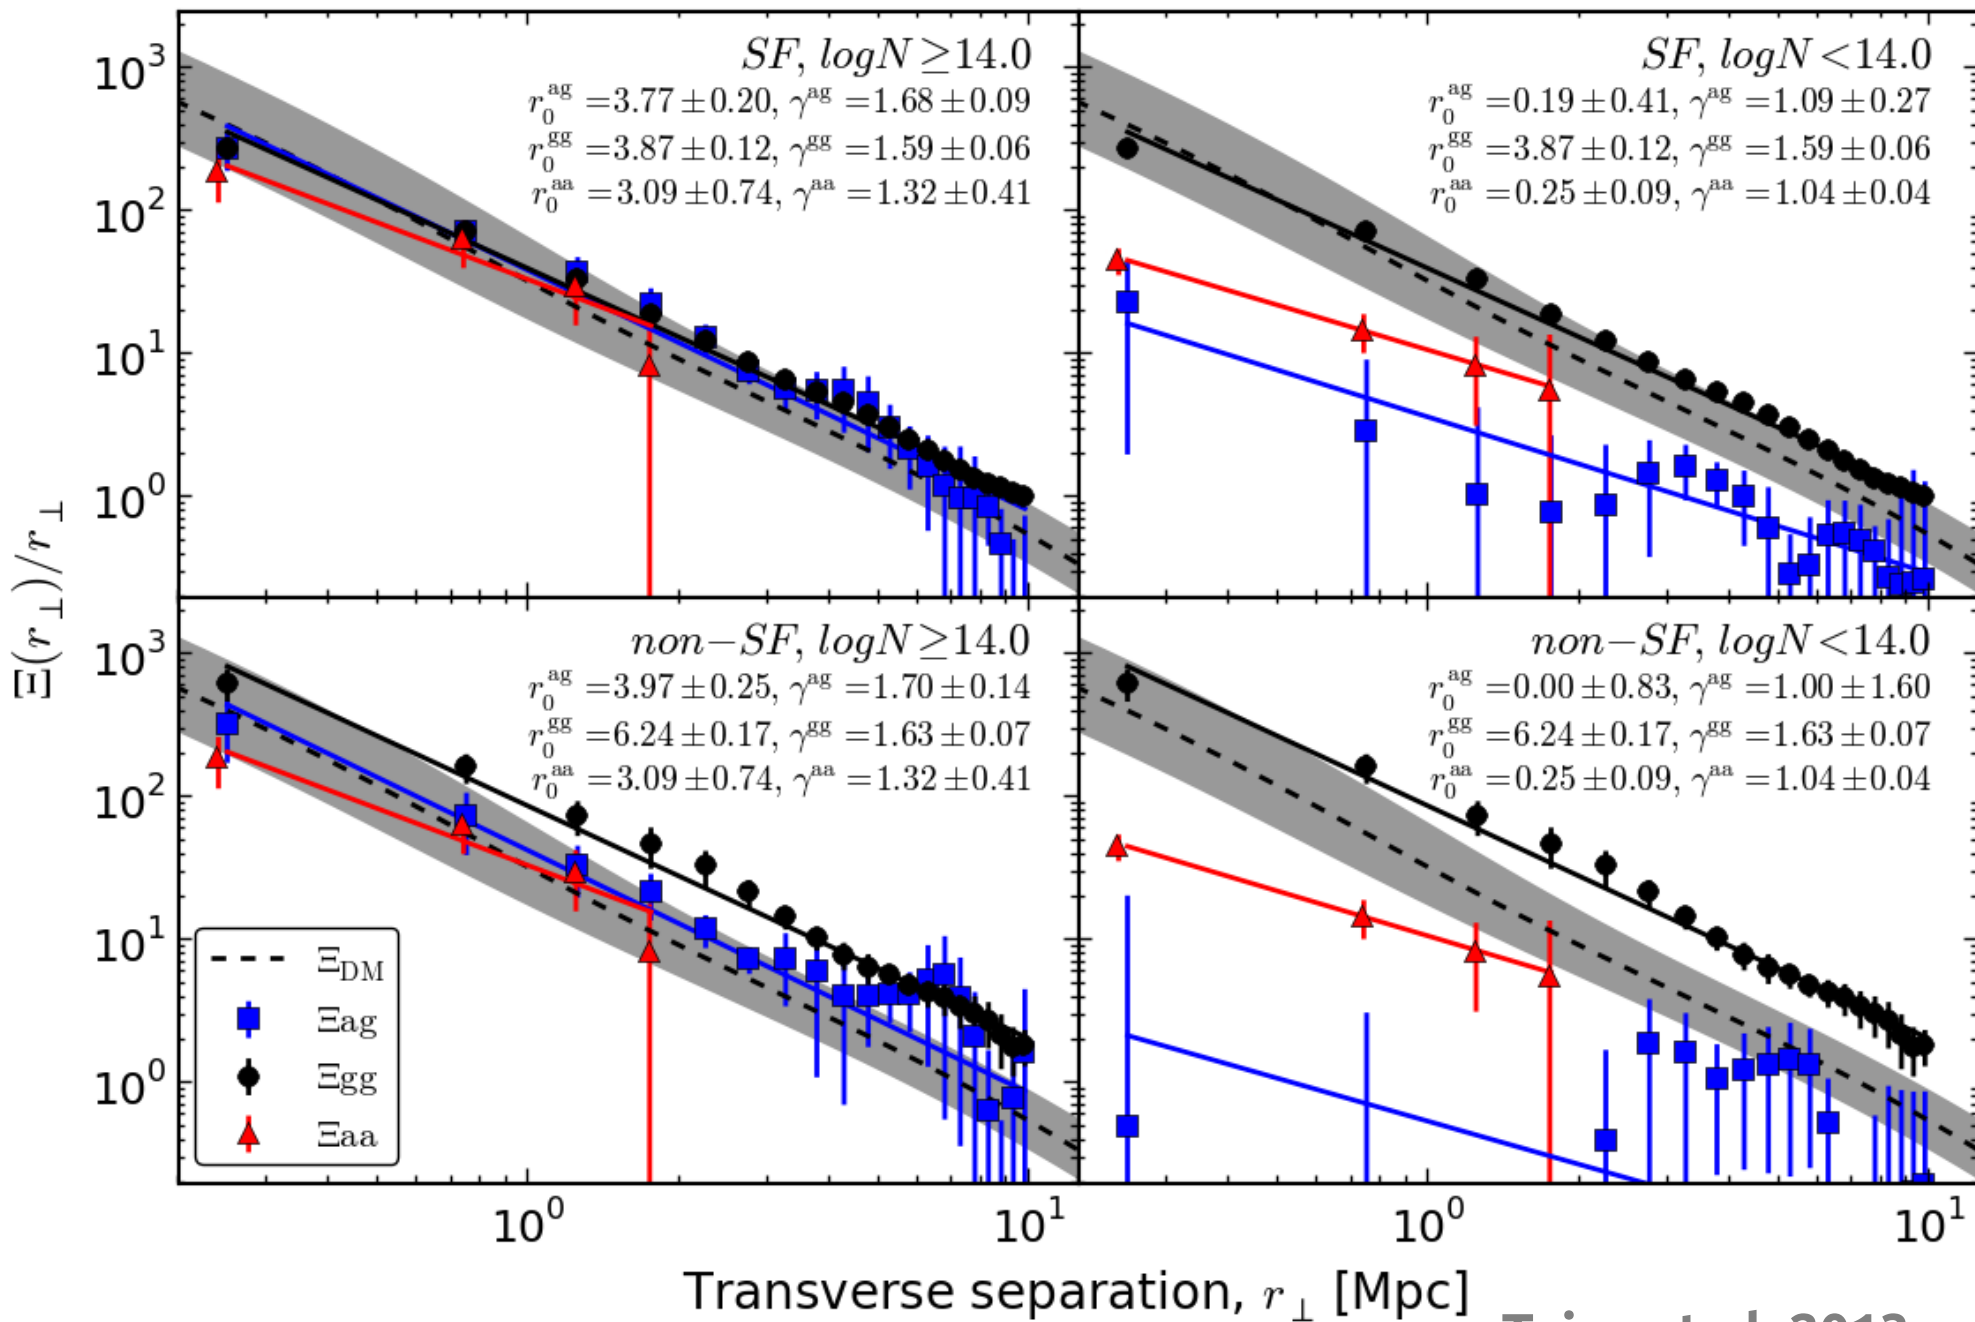 SF, logN ≥14.0
r₀ᵃᵍ =3.77±0.20, γᵃᵍ =1.68±0.09
r₀ᵍᵍ =3.87±0.12, γᵍᵍ =1.59±0.06
r₀ᵃᵃ =3.09±0.74, γᵃᵃ =1.32±0.41
SF, logN <14.0
r₀ᵃᵍ =0.19±0.41, γᵃᵍ =1.09±0.27
r₀ᵍᵍ =3.87±0.12, γᵍᵍ =1.59±0.06
r₀ᵃᵃ =0.25±0.09, γᵃᵃ =1.04±0.04
10³
10²
10¹
10⁰
Ξ(r⊥)/r⊥
non−SF, logN ≥14.0
r₀ᵃᵍ =3.97±0.25, γᵃᵍ =1.70±0.14
r₀ᵍᵍ =6.24±0.17, γᵍᵍ =1.63±0.07
r₀ᵃᵃ =3.09±0.74, γᵃᵃ =1.32±0.41
non−SF, logN <14.0
r₀ᵃᵍ =0.00±0.83, γᵃᵍ =1.00±1.60
r₀ᵍᵍ =6.24±0.17, γᵍᵍ =1.63±0.07
r₀ᵃᵃ =0.25±0.09, γᵃᵃ =1.04±0.04
10³
10²
10¹
10⁰
Ξ_DM
Ξag
Ξgg
Ξaa
10⁰ 10¹ 10⁰ 10¹
Transverse separation, r⊥ [Mpc]